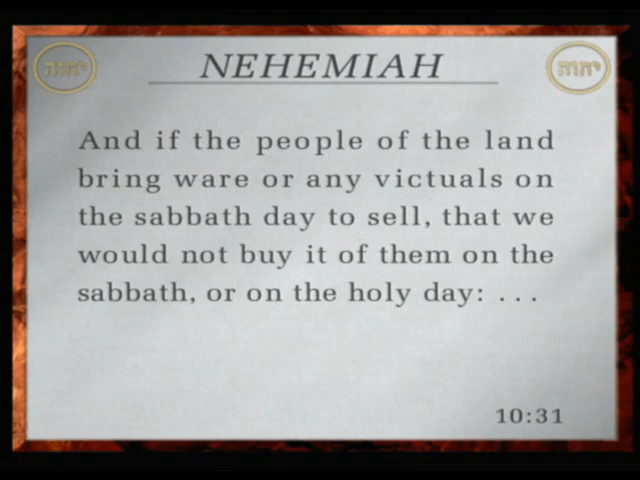 יהוה NEHEMIAH יהוה
And if the people of the land
bring ware or any victuals on
the sabbath day to sell, that we
would not buy it of them on the
sabbath, or on the holy day: . . .
10:31